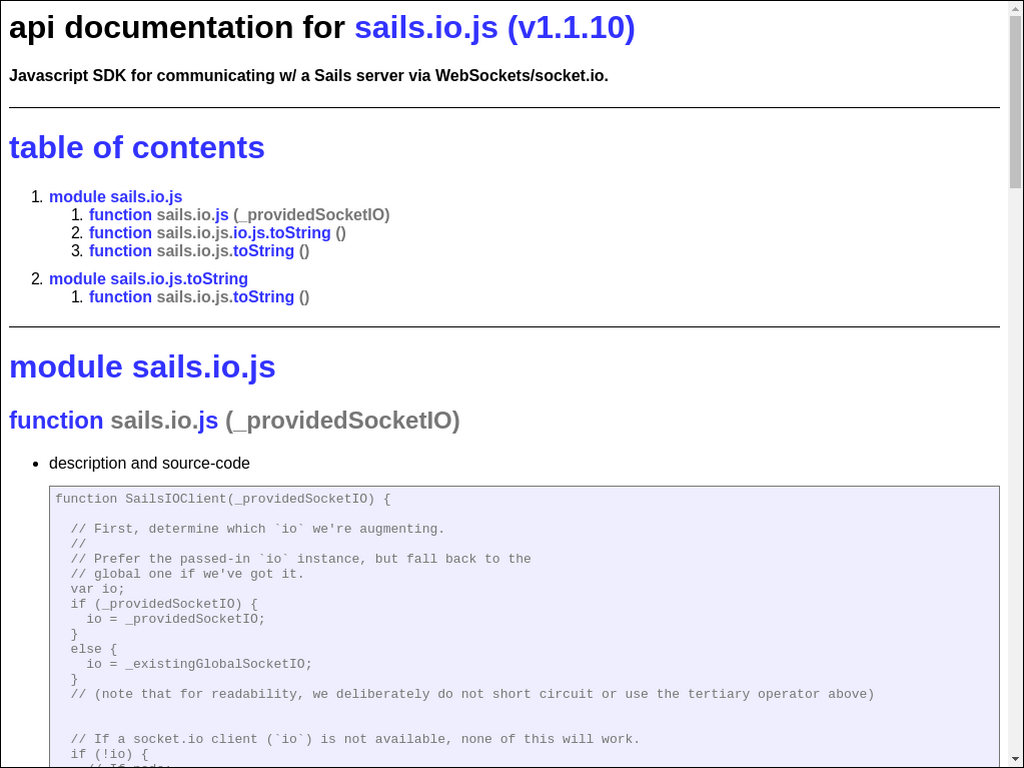 api documentation for sails.io.js (v1.1.10)
Javascript SDK for communicating w/ a Sails server via WebSockets/socket.io.
table of contents
1. module sails.io.js
1. function sails.io.js (_providedSocketIO)
2. function sails.io.js.io.js.toString ()
3. function sails.io.js.toString ()
2. module sails.io.js.toString
1. function sails.io.js.toString ()
module sails.io.js
function sails.io.js (_providedSocketIO)
• description and source-code
function SailsIOClient(_providedSocketIO) {
// First, determine which `io` we're augmenting.
//
// Prefer the passed-in `io` instance, but fall back to the
// global one if we've got it.
var io;
if (_providedSocketIO) {
io = _providedSocketIO;
}
else {
io = _existingGlobalSocketIO;
}
// (note that for readability, we deliberately do not short circuit or use the tertiary operator above)
// If a socket.io client (`io`) is not available, none of this will work.
if (!io) {
// If node: